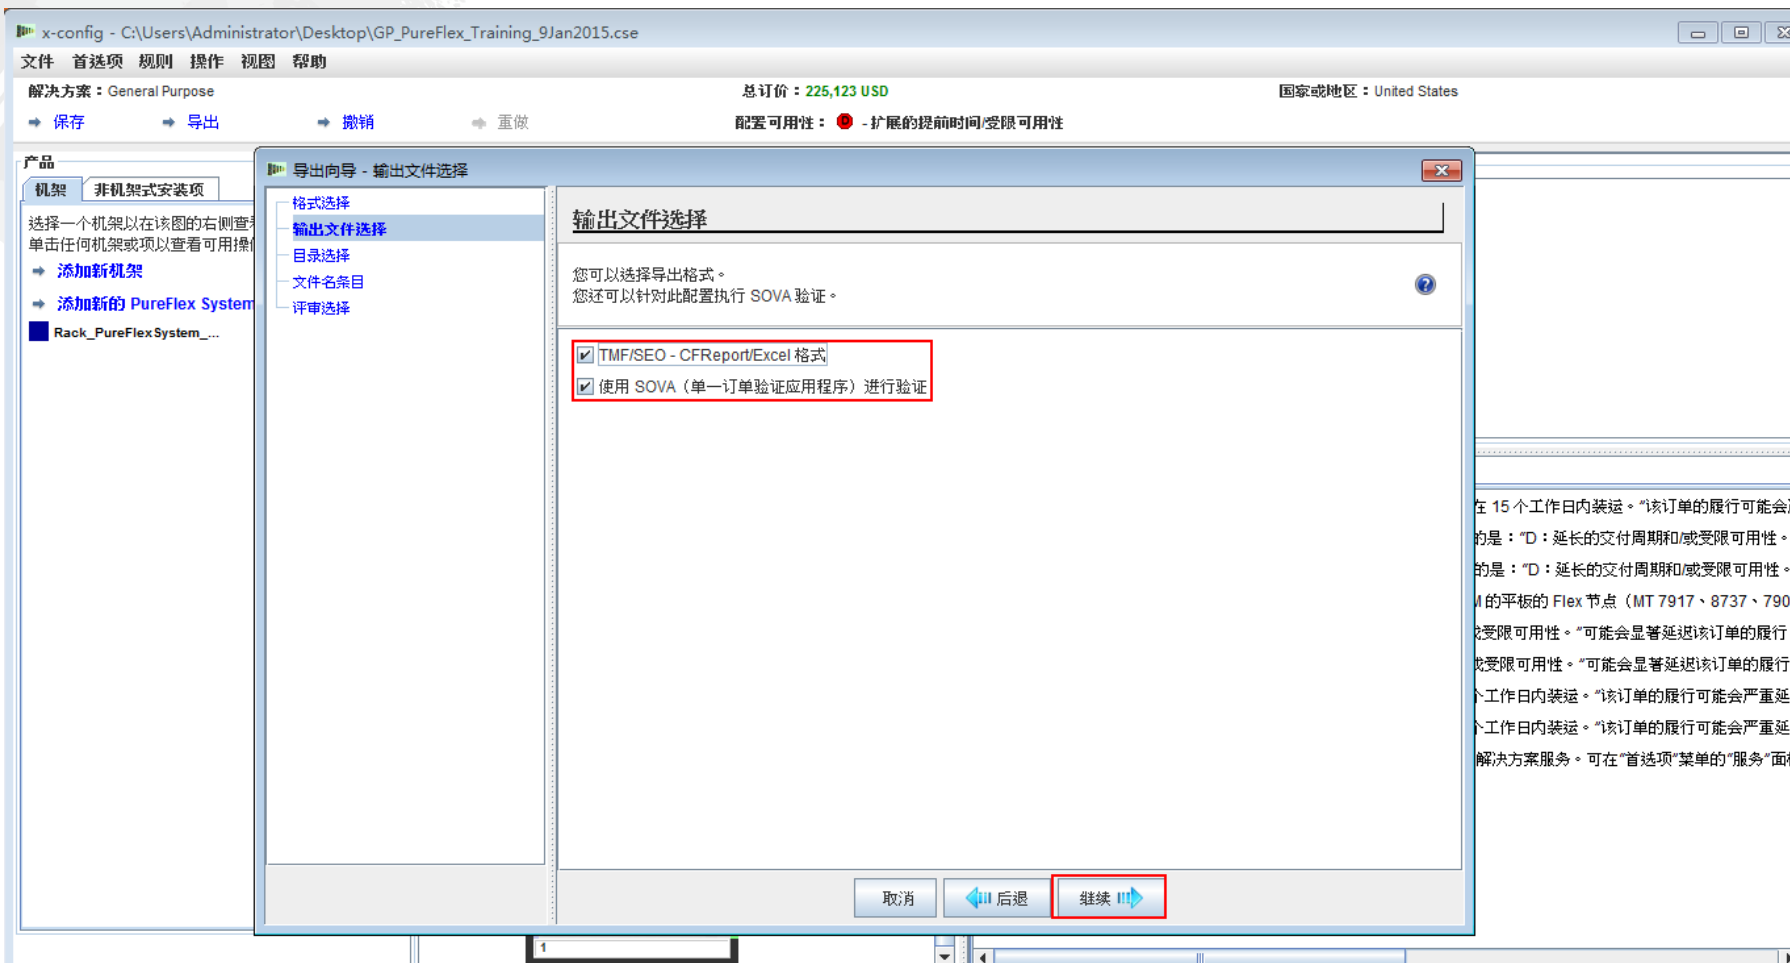 x-config - C:\Users\Administrator\Desktop\GP_PureFlex_Training_9Jan2015.cse
文件 首选项 规则 操作 视图 帮助
解决方案：General Purpose
总订价：225,123 USD
国家或地区：United States
保存 导出 撤销 重做
配置可用性： D - 扩展的提前时间/受限可用性
产品
机架 非机架式安装项
选择一个机架以在该图的右侧查
单击任何机架或项以查看可用操
添加新机架
添加新的 PureFlex System
Rack_PureFlexSystem_...
导出向导 - 输出文件选择
格式选择
输出文件选择
目录选择
文件名条目
评审选择
输出文件选择
您可以选择导出格式。
您还可以针对此配置执行 SOVA 验证。
TMF/SEO - CFReport/Excel 格式
使用 SOVA（单一订单验证应用程序）进行验证
取消 后退 继续
在 15 个工作日内装运。“该订单的履行可能会
的是：“D：延长的交付周期和/或受限可用性。
的是：“D：延长的交付周期和/或受限可用性。
的平板的 Flex 节点（MT 7917、8737、790
受限可用性。”可能会显著延迟该订单的履行
或受限可用性。”可能会显著延迟该订单的履行
个工作日内装运。“该订单的履行可能会严重延
个工作日内装运。“该订单的履行可能会严重延
解决方案服务。可在“首选项”菜单的“服务”面
1